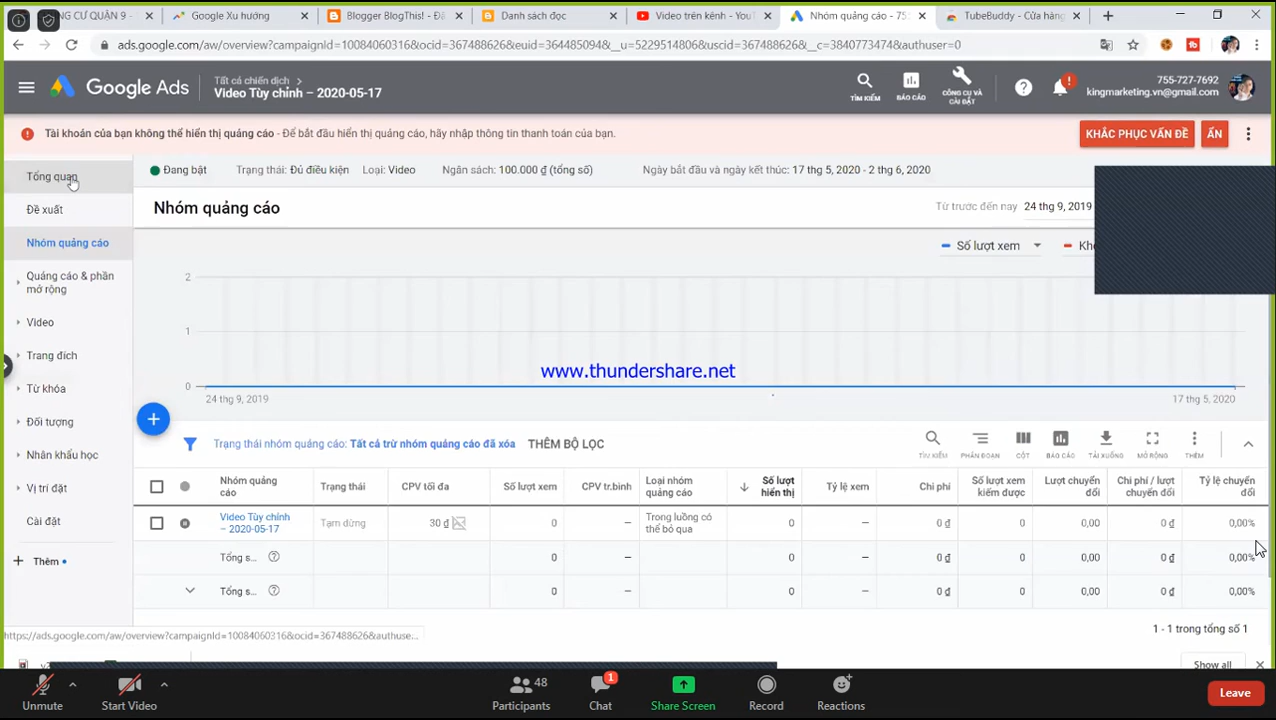 CƯ QUẬN 9 -
Google Xu hướng
Blogger BlogThis! - Đă
Danh sách đọc
Video trên kênh - YouT
Nhóm quảng cáo - 75
TubeBuddy - Cửa hàng
ads.google.com/aw/overview?campaignId=10084060316&ocid=367488626&eid=364485094&__u=5229514806&uscid=367488626&__c=3840773474&authuser=
Google Ads
Tất cả chiến dịch
Video Tùy chỉnh – 2020-05-17
TÌM KIẾM
BÁO CÁO
CÔNG CỤ VÀ
CÀI ĐẶT
755-727-7692
kingmarketing.vn@gmail.com
Tài khoản của bạn không thể hiển thị quảng cáo - Để bắt đầu hiển thị quảng cáo, hãy nhập thông tin thanh toán của bạn.
KHẮC PHỤC VẤN ĐỀ
ẨN
Tổng quan
Đề xuất
Nhóm quảng cáo
Quảng cáo & phần
mở rộng
Video
Trang đích
Từ khóa
Đối tượng
Nhân khẩu học
Vị trí đặt
Cài đặt
Thêm
Đang bật
Trạng thái: Đủ điều kiện
Loại: Video
Ngân sách: 100.000 ₫ (tổng số)
Ngày bắt đầu và ngày kết thúc: 17 thg 5, 2020 - 2 thg 6, 2020
Nhóm quảng cáo
Từ trước đến nay
24 thg 9, 2019
Số lượt xem
2
1
0
24 thg 9, 2019
17 thg 5, 2020
www.thundershare.net
Trạng thái nhóm quảng cáo: Tất cả trừ nhóm quảng cáo đã xóa
THÊM BỘ LỌC
TÌM KIẾM
PHÂN ĐOẠN
CỘT
BÁO CÁO
TẢI XUỐNG
MỞ RỘNG
THÊM
Nhóm quảng
cáo
Trạng thái
CPV tối đa
Số lượt xem
CPV tr.bình
Loại nhóm
quảng cáo
Số lượt
hiển thị
Tỷ lệ xem
Chi phí
Số lượt xem
kiếm được
Lượt chuyển
đổi
Chi phí / lượt
chuyển đổi
Tỷ lệ chuyển
đổi
Video Tùy chỉnh
– 2020-05-17
Tạm dừng
30 ₫
0
–
Trong luồng có
thể bỏ qua
0
–
0 ₫
0
0,00
0 ₫
0,00%
Tổng s...
0
–
0
–
0 ₫
0
0,00
0 ₫
0,00%
Tổng s...
0
–
0
–
0 ₫
0
0,00
0 ₫
0,00%
1 - 1 trong tổng số 1
https://ads.google.com/aw/overview?campaignId=10084060316&ocid=367488626&authuse...
Show all
Unmute
Start Video
48
Participants
1
Chat
Share Screen
Record
Reactions
Leave